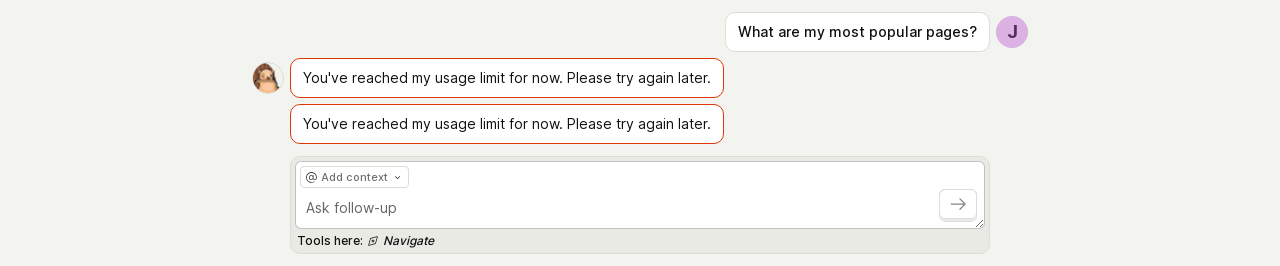 What are my most popular pages?
J
You've reached my usage limit for now. Please try again later.
You've reached my usage limit for now. Please try again later.
@ Add context
Ask follow-up
Tools here: Navigate